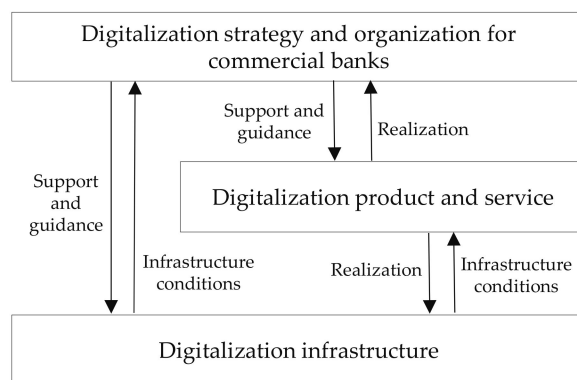 Digitalization strategy and organization for
commercial banks
Support and
guidance
Realization
Support
and
guidance
Digitalization product and service
Infrastructure
conditions
Realization
Infrastructure
conditions
Digitalization infrastructure